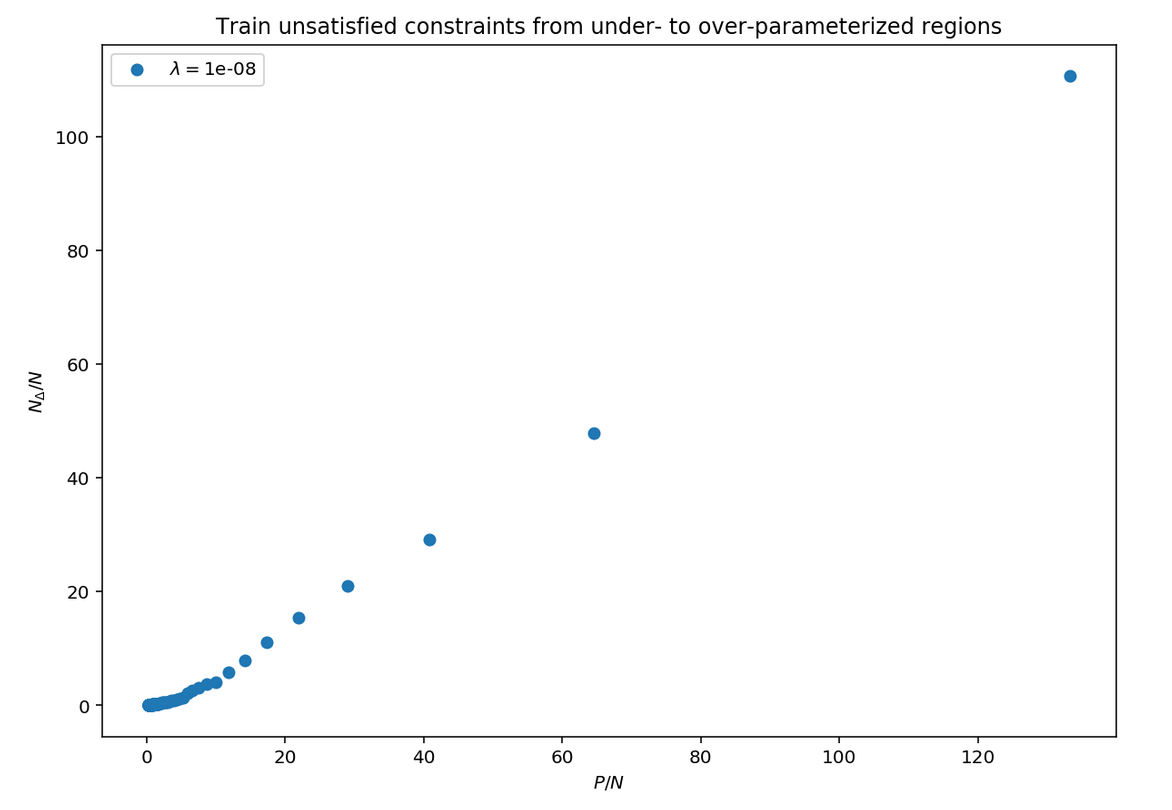 Train unsatisfied constraints from under- to over-parameterized regions
λ = 1e-08
100
80
60
40
20
0
N_Δ/N
0 20 40 60 80 100 120
P/N